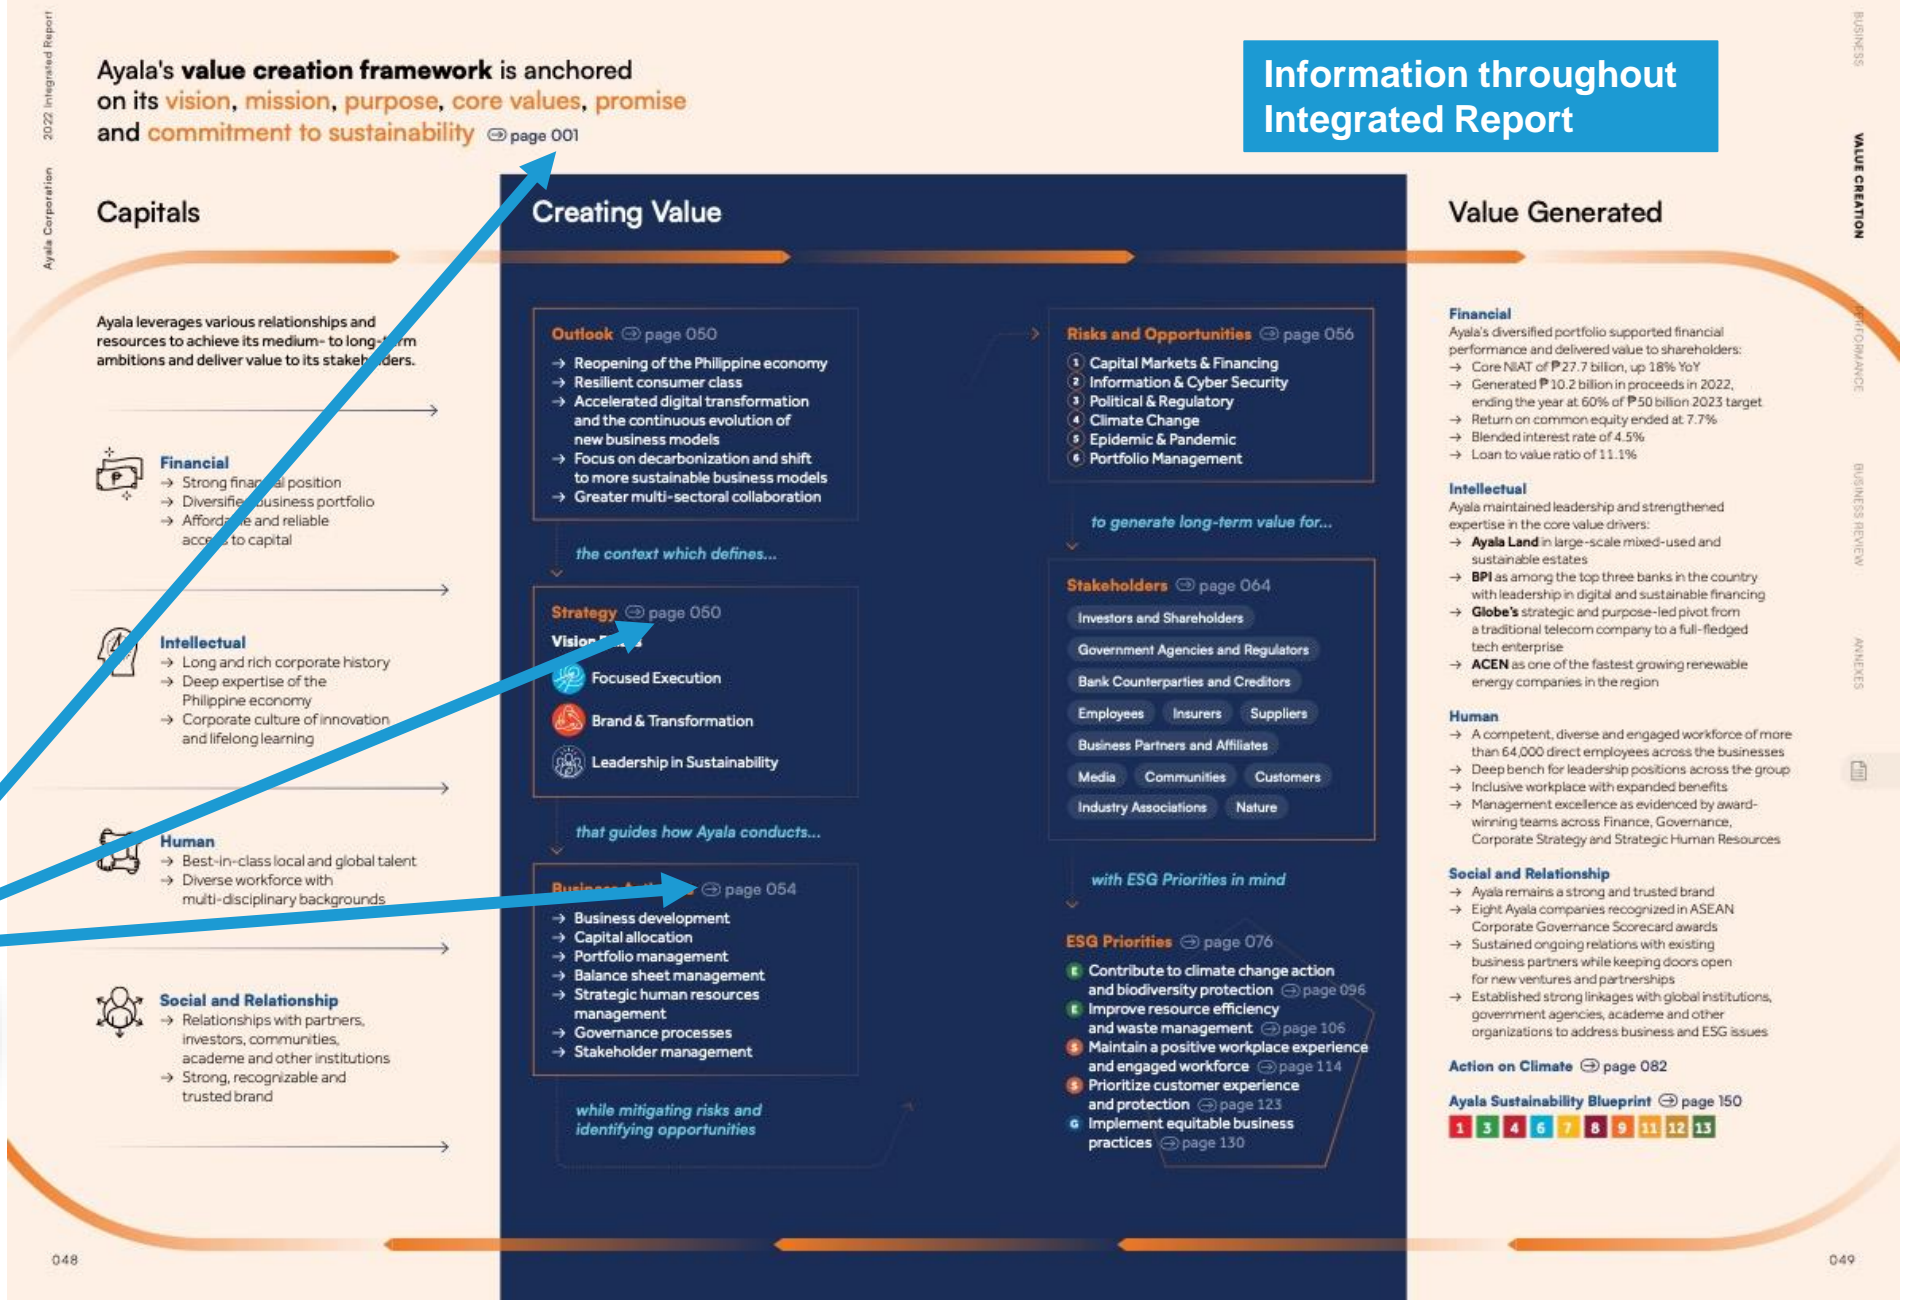 Ayala Corporation 2022 Integrated Report
Ayala's value creation framework is anchored
on its vision, mission, purpose, core values, promise
and commitment to sustainability page 001
Information throughout
Integrated Report
BUSINESS
VALUE CREATION
PERFORMANCE
BUSINESS REVIEW
ANNEXES
Capitals
Ayala leverages various relationships and
resources to achieve its medium- to long-term
ambitions and deliver value to its stakeholders.
Financial
→ Strong financial position
→ Diversified business portfolio
→ Affordable and reliable
access to capital
Intellectual
→ Long and rich corporate history
→ Deep expertise of the
Philippine economy
→ Corporate culture of innovation
and lifelong learning
Human
→ Best-in-class local and global talent
→ Diverse workforce with
multi-disciplinary backgrounds
Social and Relationship
→ Relationships with partners,
investors, communities,
academe and other institutions
→ Strong, recognizable and
trusted brand
048
Creating Value
Outlook page 050
→ Reopening of the Philippine economy
→ Resilient consumer class
→ Accelerated digital transformation
and the continuous evolution of
new business models
→ Focus on decarbonization and shift
to more sustainable business models
→ Greater multi-sectoral collaboration
the context which defines...
Strategy page 050
Vision
Focused Execution
Brand & Transformation
Leadership in Sustainability
that guides how Ayala conducts...
Business page 054
→ Business development
→ Capital allocation
→ Portfolio management
→ Balance sheet management
→ Strategic human resources
management
→ Governance processes
→ Stakeholder management
while mitigating risks and
identifying opportunities
Risks and Opportunities page 056
1 Capital Markets & Financing
2 Information & Cyber Security
3 Political & Regulatory
4 Climate Change
5 Epidemic & Pandemic
6 Portfolio Management
to generate long-term value for...
Stakeholders page 064
Investors and Shareholders
Government Agencies and Regulators
Bank Counterparties and Creditors
Employees Insurers Suppliers
Business Partners and Affiliates
Media Communities Customers
Industry Associations Nature
with ESG Priorities in mind
ESG Priorities page 076
E Contribute to climate change action
and biodiversity protection page 096
E Improve resource efficiency
and waste management page 106
S Maintain a positive workplace experience
and engaged workforce page 114
S Prioritize customer experience
and protection page 123
G Implement equitable business
practices page 130
Value Generated
Financial
Ayala's diversified portfolio supported financial
performance and delivered value to shareholders:
→ Core NIAT of ₱27.7 billion, up 18% YoY
→ Generated ₱10.2 billion in proceeds in 2022,
ending the year at 60% of ₱50 billion 2023 target
→ Return on common equity ended at 7.7%
→ Blended interest rate of 4.5%
→ Loan to value ratio of 11.1%
Intellectual
Ayala maintained leadership and strengthened
expertise in the core value drivers:
→ Ayala Land in large-scale mixed-used and
sustainable estates
→ BPI as among the top three banks in the country
with leadership in digital and sustainable financing
→ Globe's strategic and purpose-led pivot from
a traditional telecom company to a full-fledged
tech enterprise
→ ACEN as one of the fastest growing renewable
energy companies in the region
Human
→ A competent, diverse and engaged workforce of more
than 64,000 direct employees across the businesses
→ Deep bench for leadership positions across the group
→ Inclusive workplace with expanded benefits
→ Management excellence as evidenced by award-
winning teams across Finance, Governance,
Corporate Strategy and Strategic Human Resources
Social and Relationship
→ Ayala remains a strong and trusted brand
→ Eight Ayala companies recognized in ASEAN
Corporate Governance Scorecard awards
→ Sustained ongoing relations with existing
business partners while keeping doors open
for new ventures and partnerships
→ Established strong linkages with global institutions,
government agencies, academe and other
organizations to address business and ESG issues
Action on Climate page 082
Ayala Sustainability Blueprint page 150
1 3 4 6 7 8 9 11 12 13
049